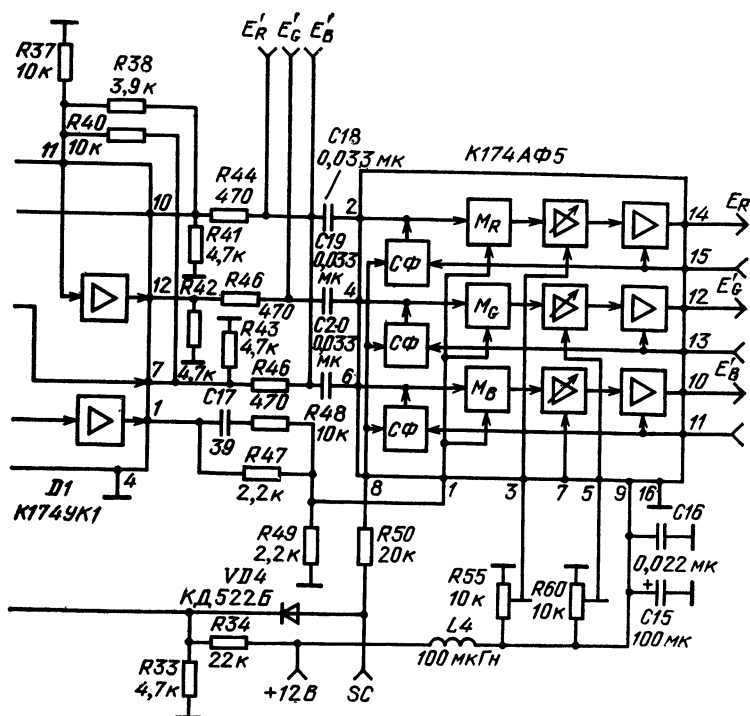 E'R E'G E'B
R37
10к
R38
3,9к
R40
10к
11
C18
0,033 мк
К174АФ5
R44
470
10
2
MR
14
ER
R41
4,7к
C19
0,033
мк
СФ
15
12
R42
4,7к
R46
470
4
MG
12
E'G
R43
4,7к
C20
0,033
мк
СФ
13
7
R46
470
6
MB
10
E'B
1
C17
39
R48
10к
СФ
11
R47
2,2к
4
D1
К174УК1
8
1
3
7
5
9
16
R49
2,2к
R50
20к
C16
0,022 мк
VD4
КД522Б
R55
10к
R60
10к
+
C15
100 мк
R34
22к
L4
100 мкГн
R33
4,7к
+12В
SC